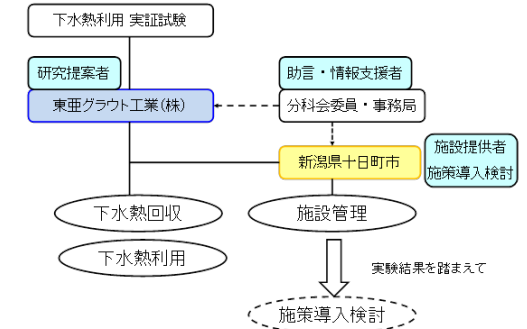 下水熱利用 実証試験
研究提案者
助言・情報支援者
東亜グラウト工業(株)
分科会委員・事務局
新潟県十日町市
施設提供者
施策導入検討
下水熱回収
施設管理
下水熱利用
実験結果を踏まえて
施策導入検討